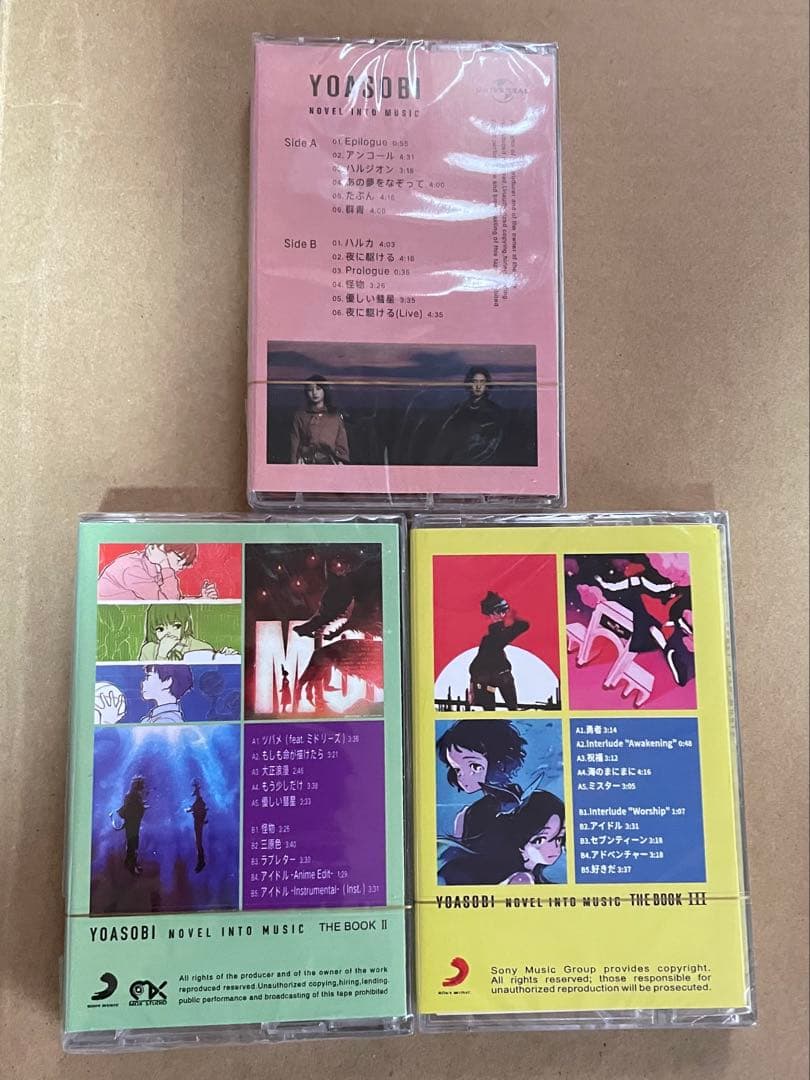 YOASOBI
NOVEL INTO MUSIC
UNIVERSAL
Side A
01. Epilogue 0:55
02. アンコール 4:31
03. ハルジオン 3:18
04. あの夢をなぞって 4:00
05. たぶん 4:16
06. 群青 4:00
Side B
01. ハルカ 4:03
02. 夜に駆ける 4:18
03. Prologue 0:35
04. 怪物 3:26
05. 優しい彗星 3:35
06. 夜に駆ける(Live) 4:35
A1. ツバメ ( feat. ミドリーズ ) 3:36
A2. もしも命が描けたら 3:21
A3. 大正浪漫 2:46
A4. もう少しだけ 3:38
A5. 優しい彗星 3:33
B1. 怪物 3:25
B2. 三原色 3:40
B3. ラブレター 3:30
B4. アイドル -Anime Edit- 1:29
B5. アイドル -Instrumental- ( Inst. ) 3:31
YOASOBI NOVEL INTO MUSIC THE BOOK II
SONY MUSIC
All rights of the producer and of the owner of the work
reproduced reserved.Unauthorized copying,hiring,lending.
public performance and broadcasting of this tape prohibited
A1.勇者 3:14
A2.Interlude "Awakening" 0:48
A3.祝福 3:12
A4.海のまにまに 4:16
A5.ミスター 3:05
B1.Interlude "Worship" 1:07
B2.アイドル 3:31
B3.セブンティーン 3:18
B4.アドベンチャー 3:18
B5.好きだ 3:37
YOASOBI NOVEL INTO MUSIC THE BOOK III
SONY MUSIC
Sony Music Group provides copyright.
All rights reserved; those responsible for
unauthorized reproduction will be prosecuted.